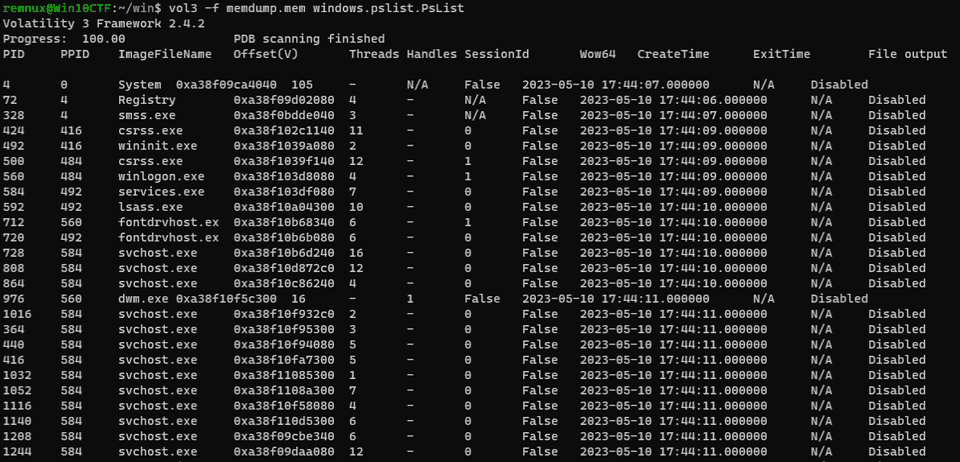 remnux@Win10CTF:~/win$ vol3 -f memdump.mem windows.pslist.PsList
Volatility 3 Framework 2.4.2
Progress:  100.00               PDB scanning finished
PID     PPID    ImageFileName   Offset(V)       Threads Handles SessionId       Wow64   CreateTime      ExitTime        File output
4       0       System  0xa38f09ca4040  105     -       N/A     False   2023-05-10 17:44:07.000000      N/A     Disabled
72      4       Registry        0xa38f09d02080  4       -       N/A     False   2023-05-10 17:44:06.000000      N/A     Disabled
328     4       smss.exe        0xa38f0bdde040  3       -       N/A     False   2023-05-10 17:44:07.000000      N/A     Disabled
424     416     csrss.exe       0xa38f102c1140  11      -       0       False   2023-05-10 17:44:09.000000      N/A     Disabled
492     416     wininit.exe     0xa38f1039a080  2       -       0       False   2023-05-10 17:44:09.000000      N/A     Disabled
500     484     csrss.exe       0xa38f1039f140  12      -       1       False   2023-05-10 17:44:09.000000      N/A     Disabled
560     484     winlogon.exe    0xa38f103d8080  4       -       1       False   2023-05-10 17:44:09.000000      N/A     Disabled
584     492     services.exe    0xa38f103df080  7       -       0       False   2023-05-10 17:44:09.000000      N/A     Disabled
592     492     lsass.exe       0xa38f10a04300  10      -       0       False   2023-05-10 17:44:10.000000      N/A     Disabled
712     560     fontdrvhost.ex  0xa38f10b68340  6       -       1       False   2023-05-10 17:44:10.000000      N/A     Disabled
720     492     fontdrvhost.ex  0xa38f10b6b080  6       -       0       False   2023-05-10 17:44:10.000000      N/A     Disabled
728     584     svchost.exe     0xa38f10b6d240  16      -       0       False   2023-05-10 17:44:10.000000      N/A     Disabled
808     584     svchost.exe     0xa38f10d872c0  12      -       0       False   2023-05-10 17:44:10.000000      N/A     Disabled
864     584     svchost.exe     0xa38f10c86240  4       -       0       False   2023-05-10 17:44:10.000000      N/A     Disabled
976     560     dwm.exe 0xa38f10f5c300  16      -       1       False   2023-05-10 17:44:11.000000      N/A     Disabled
1016    584     svchost.exe     0xa38f10f932c0  2       -       0       False   2023-05-10 17:44:11.000000      N/A     Disabled
364     584     svchost.exe     0xa38f10f95300  3       -       0       False   2023-05-10 17:44:11.000000      N/A     Disabled
440     584     svchost.exe     0xa38f10f94080  5       -       0       False   2023-05-10 17:44:11.000000      N/A     Disabled
416     584     svchost.exe     0xa38f10fa7300  5       -       0       False   2023-05-10 17:44:11.000000      N/A     Disabled
1032    584     svchost.exe     0xa38f11085300  1       -       0       False   2023-05-10 17:44:11.000000      N/A     Disabled
1052    584     svchost.exe     0xa38f1108a300  7       -       0       False   2023-05-10 17:44:11.000000      N/A     Disabled
1116    584     svchost.exe     0xa38f10f58080  4       -       0       False   2023-05-10 17:44:11.000000      N/A     Disabled
1140    584     svchost.exe     0xa38f110d5300  6       -       0       False   2023-05-10 17:44:11.000000      N/A     Disabled
1208    584     svchost.exe     0xa38f09cbe340  6       -       0       False   2023-05-10 17:44:11.000000      N/A     Disabled
1244    584     svchost.exe     0xa38f09daa080  12      -       0       False   2023-05-10 17:44:11.000000      N/A     Disabled